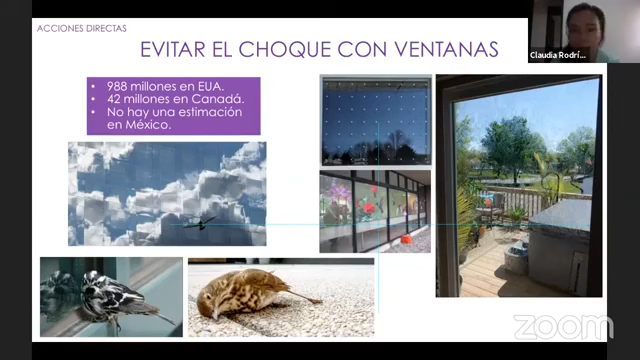 ACCIONES DIRECTAS
EVITAR EL CHOQUE CON VENTANAS
• 988 millones en EUA.
• 42 millones en Canadá.
• No hay una estimación
en México.
Claudia Rodrí...
zoom